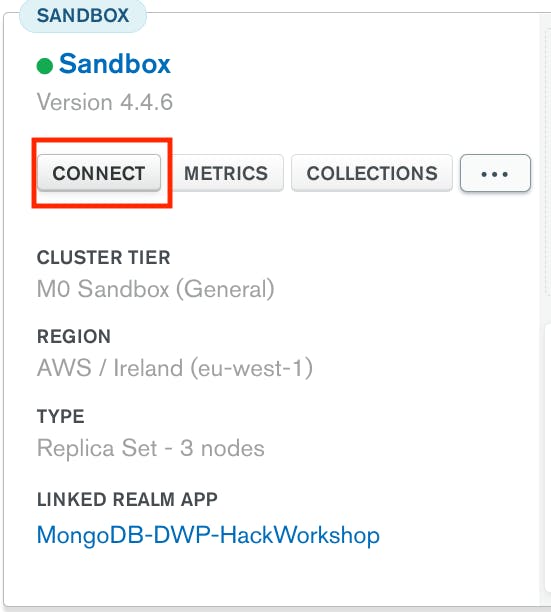 SANDBOX
Sandbox
Version 4.4.6
CONNECT METRICS COLLECTIONS ...
CLUSTER TIER
M0 Sandbox (General)
REGION
AWS / Ireland (eu-west-1)
TYPE
Replica Set - 3 nodes
LINKED REALM APP
MongoDB-DWP-HackWorkshop